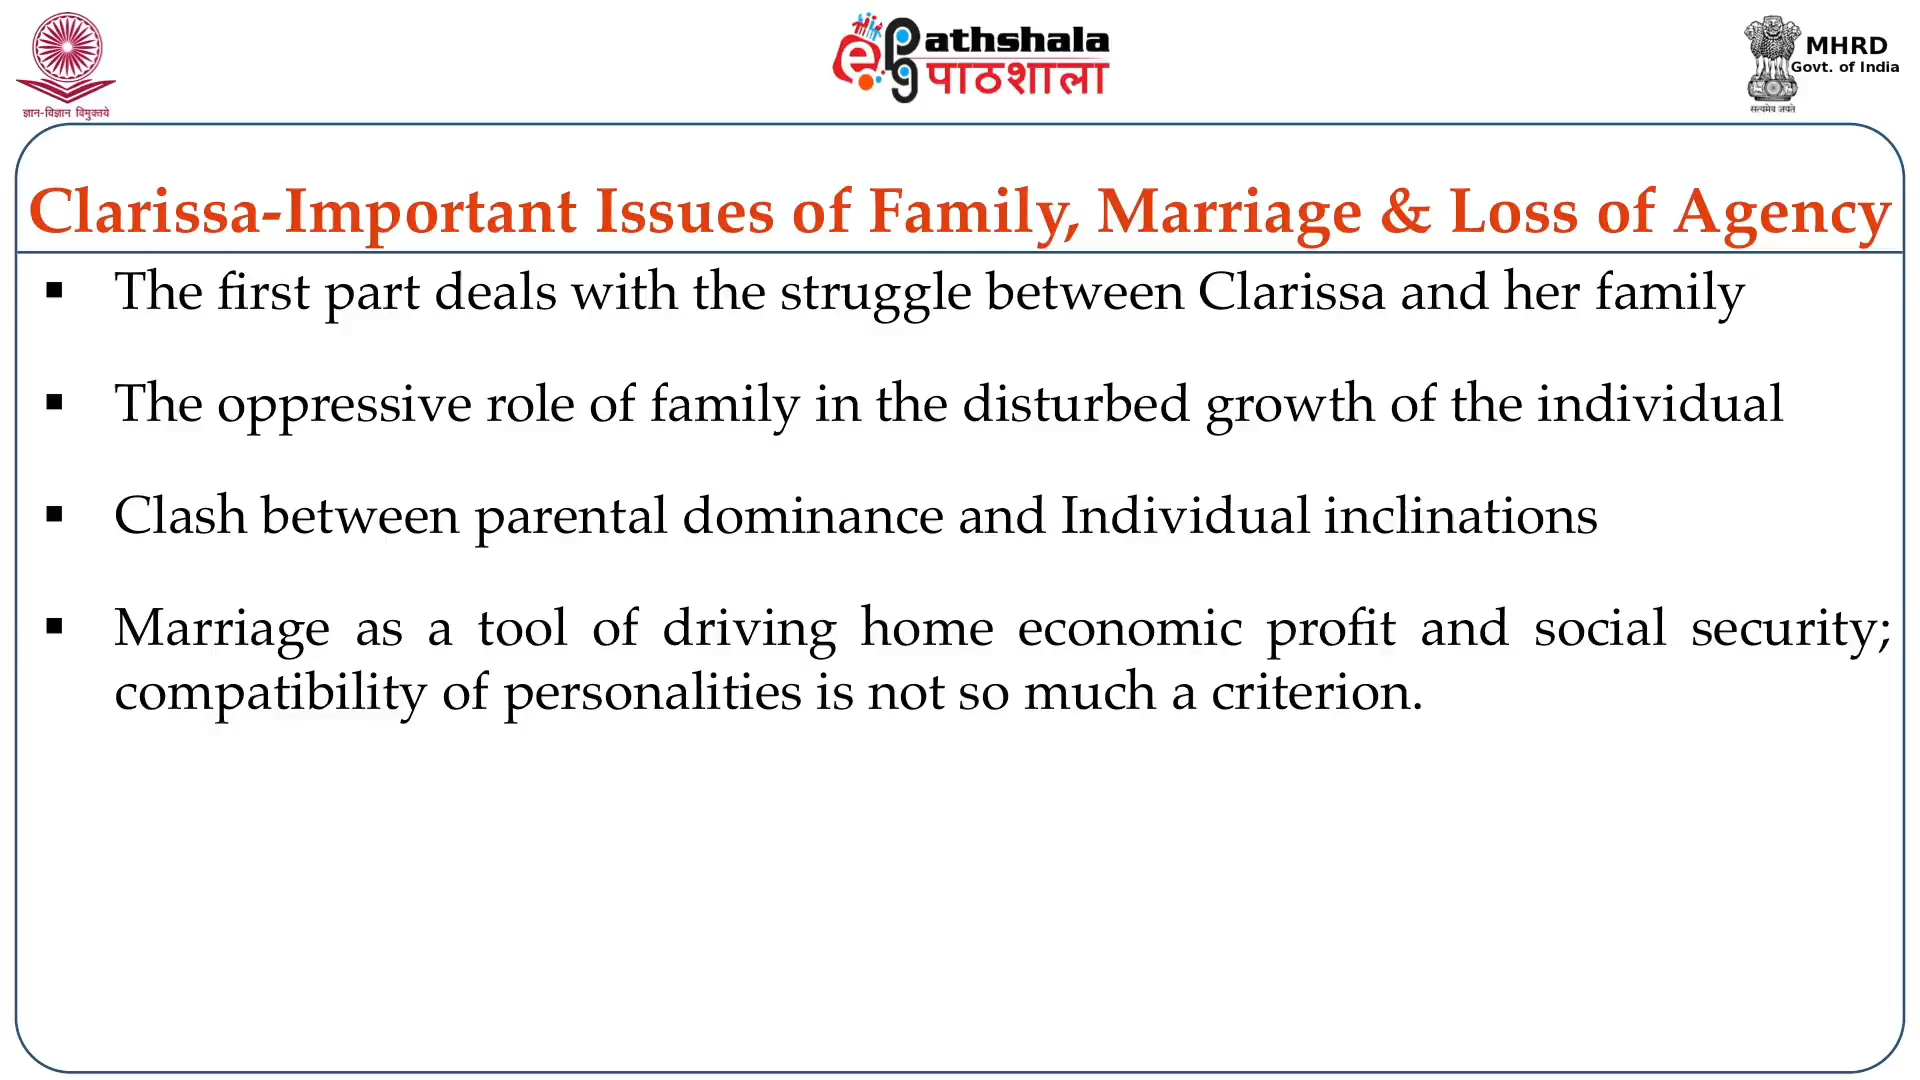 ज्ञान-विज्ञान विमुक्तये
ePathshala
पाठशाला
MHRD
Govt. of India
सत्यमेव जयते
Clarissa-Important Issues of Family, Marriage & Loss of Agency
▪ The first part deals with the struggle between Clarissa and her family
▪ The oppressive role of family in the disturbed growth of the individual
▪ Clash between parental dominance and Individual inclinations
▪ Marriage as a tool of driving home economic profit and social security;
compatibility of personalities is not so much a criterion.